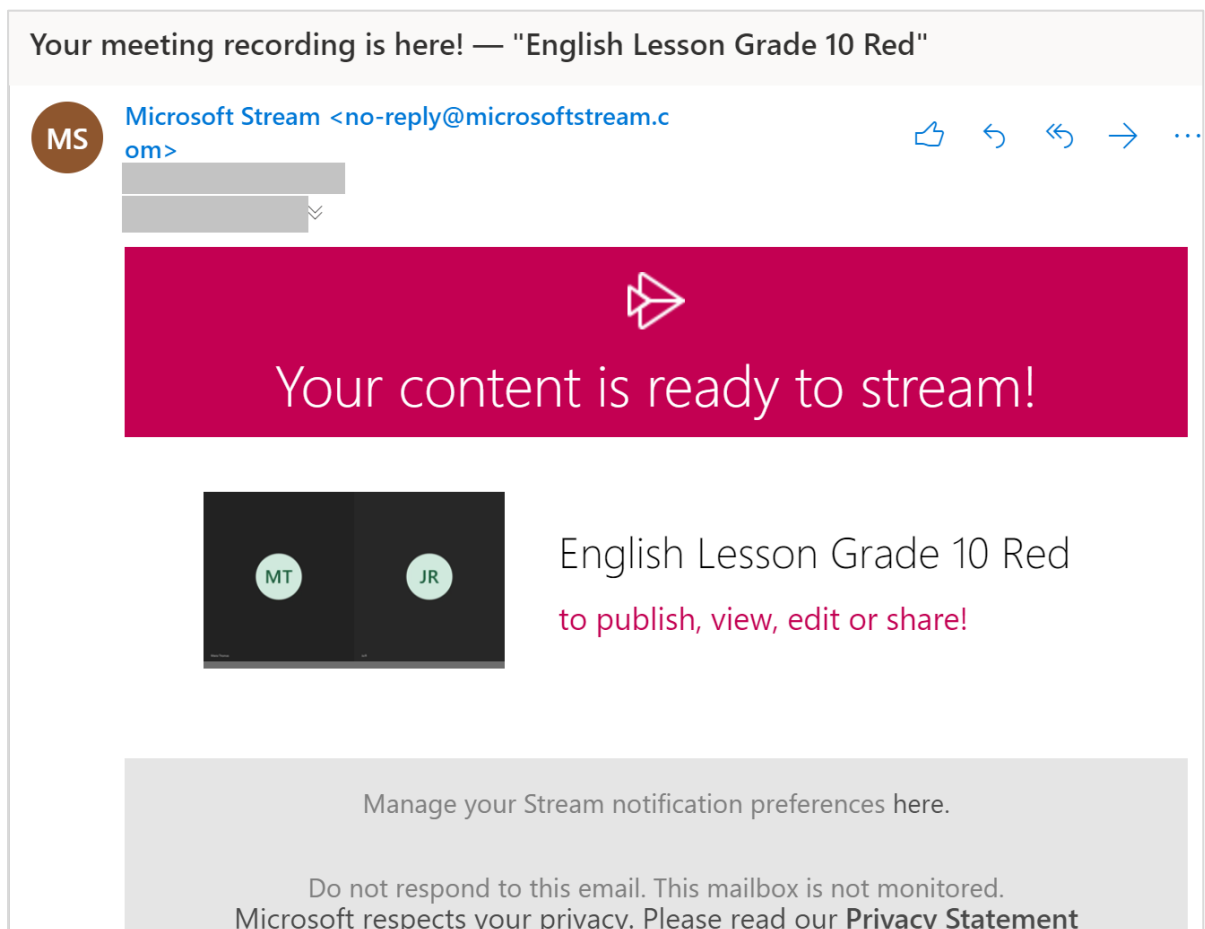 Your meeting recording is here! — "English Lesson Grade 10 Red"
MS
Microsoft Stream <no-reply@microsoftstream.c
om>
Your content is ready to stream!
MT
JR
English Lesson Grade 10 Red
to publish, view, edit or share!
Manage your Stream notification preferences here.
Do not respond to this email. This mailbox is not monitored.
Microsoft respects your privacy. Please read our Privacy Statement